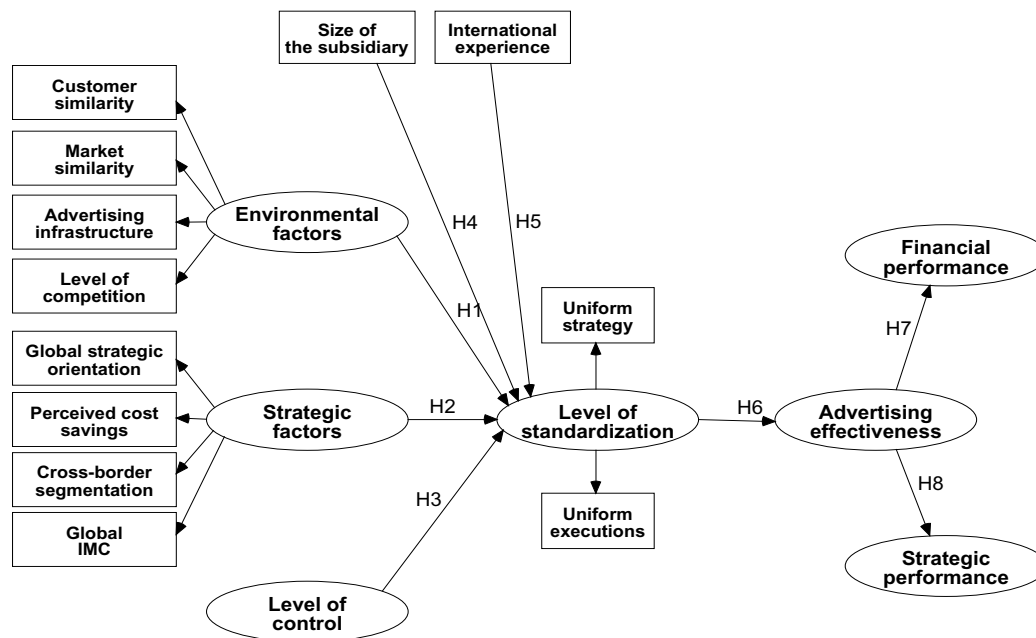 Size of
the subsidiary
International
experience
Customer
similarity
Market
similarity
Advertising
infrastructure
Level of
competition
Environmental
factors
H4
H5
H1
Financial
performance
Uniform
strategy
H7
Global strategic
orientation
Perceived cost
savings
Cross-border
segmentation
Global
IMC
Strategic
factors
H2
Level of
standardization
H6
Advertising
effectiveness
H3
Uniform
executions
H8
Strategic
performance
Level of
control